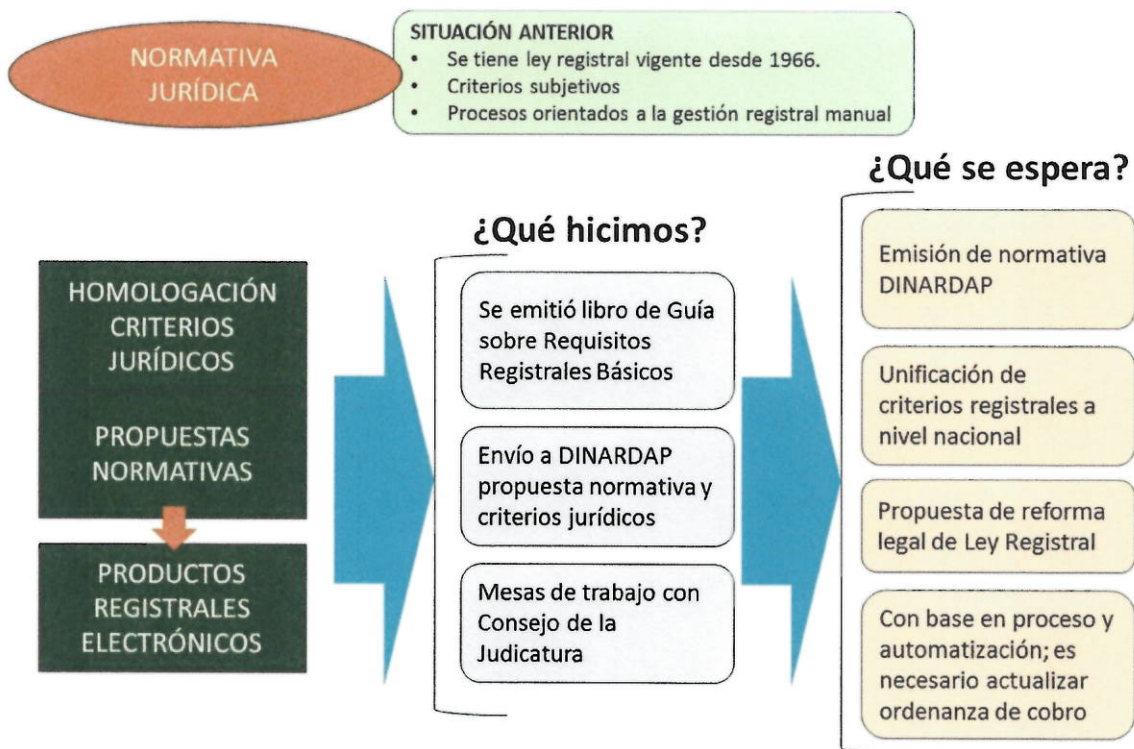 NORMATIVA
JURÍDICA
SITUACIÓN ANTERIOR
• Se tiene ley registral vigente desde 1966.
• Criterios subjetivos
• Procesos orientados a la gestión registral manual
HOMOLOGACIÓN
CRITERIOS
JURÍDICOS
PROPUESTAS
NORMATIVAS
PRODUCTOS
REGISTRALES
ELECTRÓNICOS
¿Qué hicimos?
Se emitió libro de Guía
sobre Requisitos
Registrales Básicos
Envío a DINARDAP
propuesta normativa y
criterios jurídicos
Mesas de trabajo con
Consejo de la
Judicatura
¿Qué se espera?
Emisión de normativa
DINARDAP
Unificación de
criterios registrales a
nivel nacional
Propuesta de reforma
legal de Ley Registral
Con base en proceso y
automatización; es
necesario actualizar
ordenanza de cobro